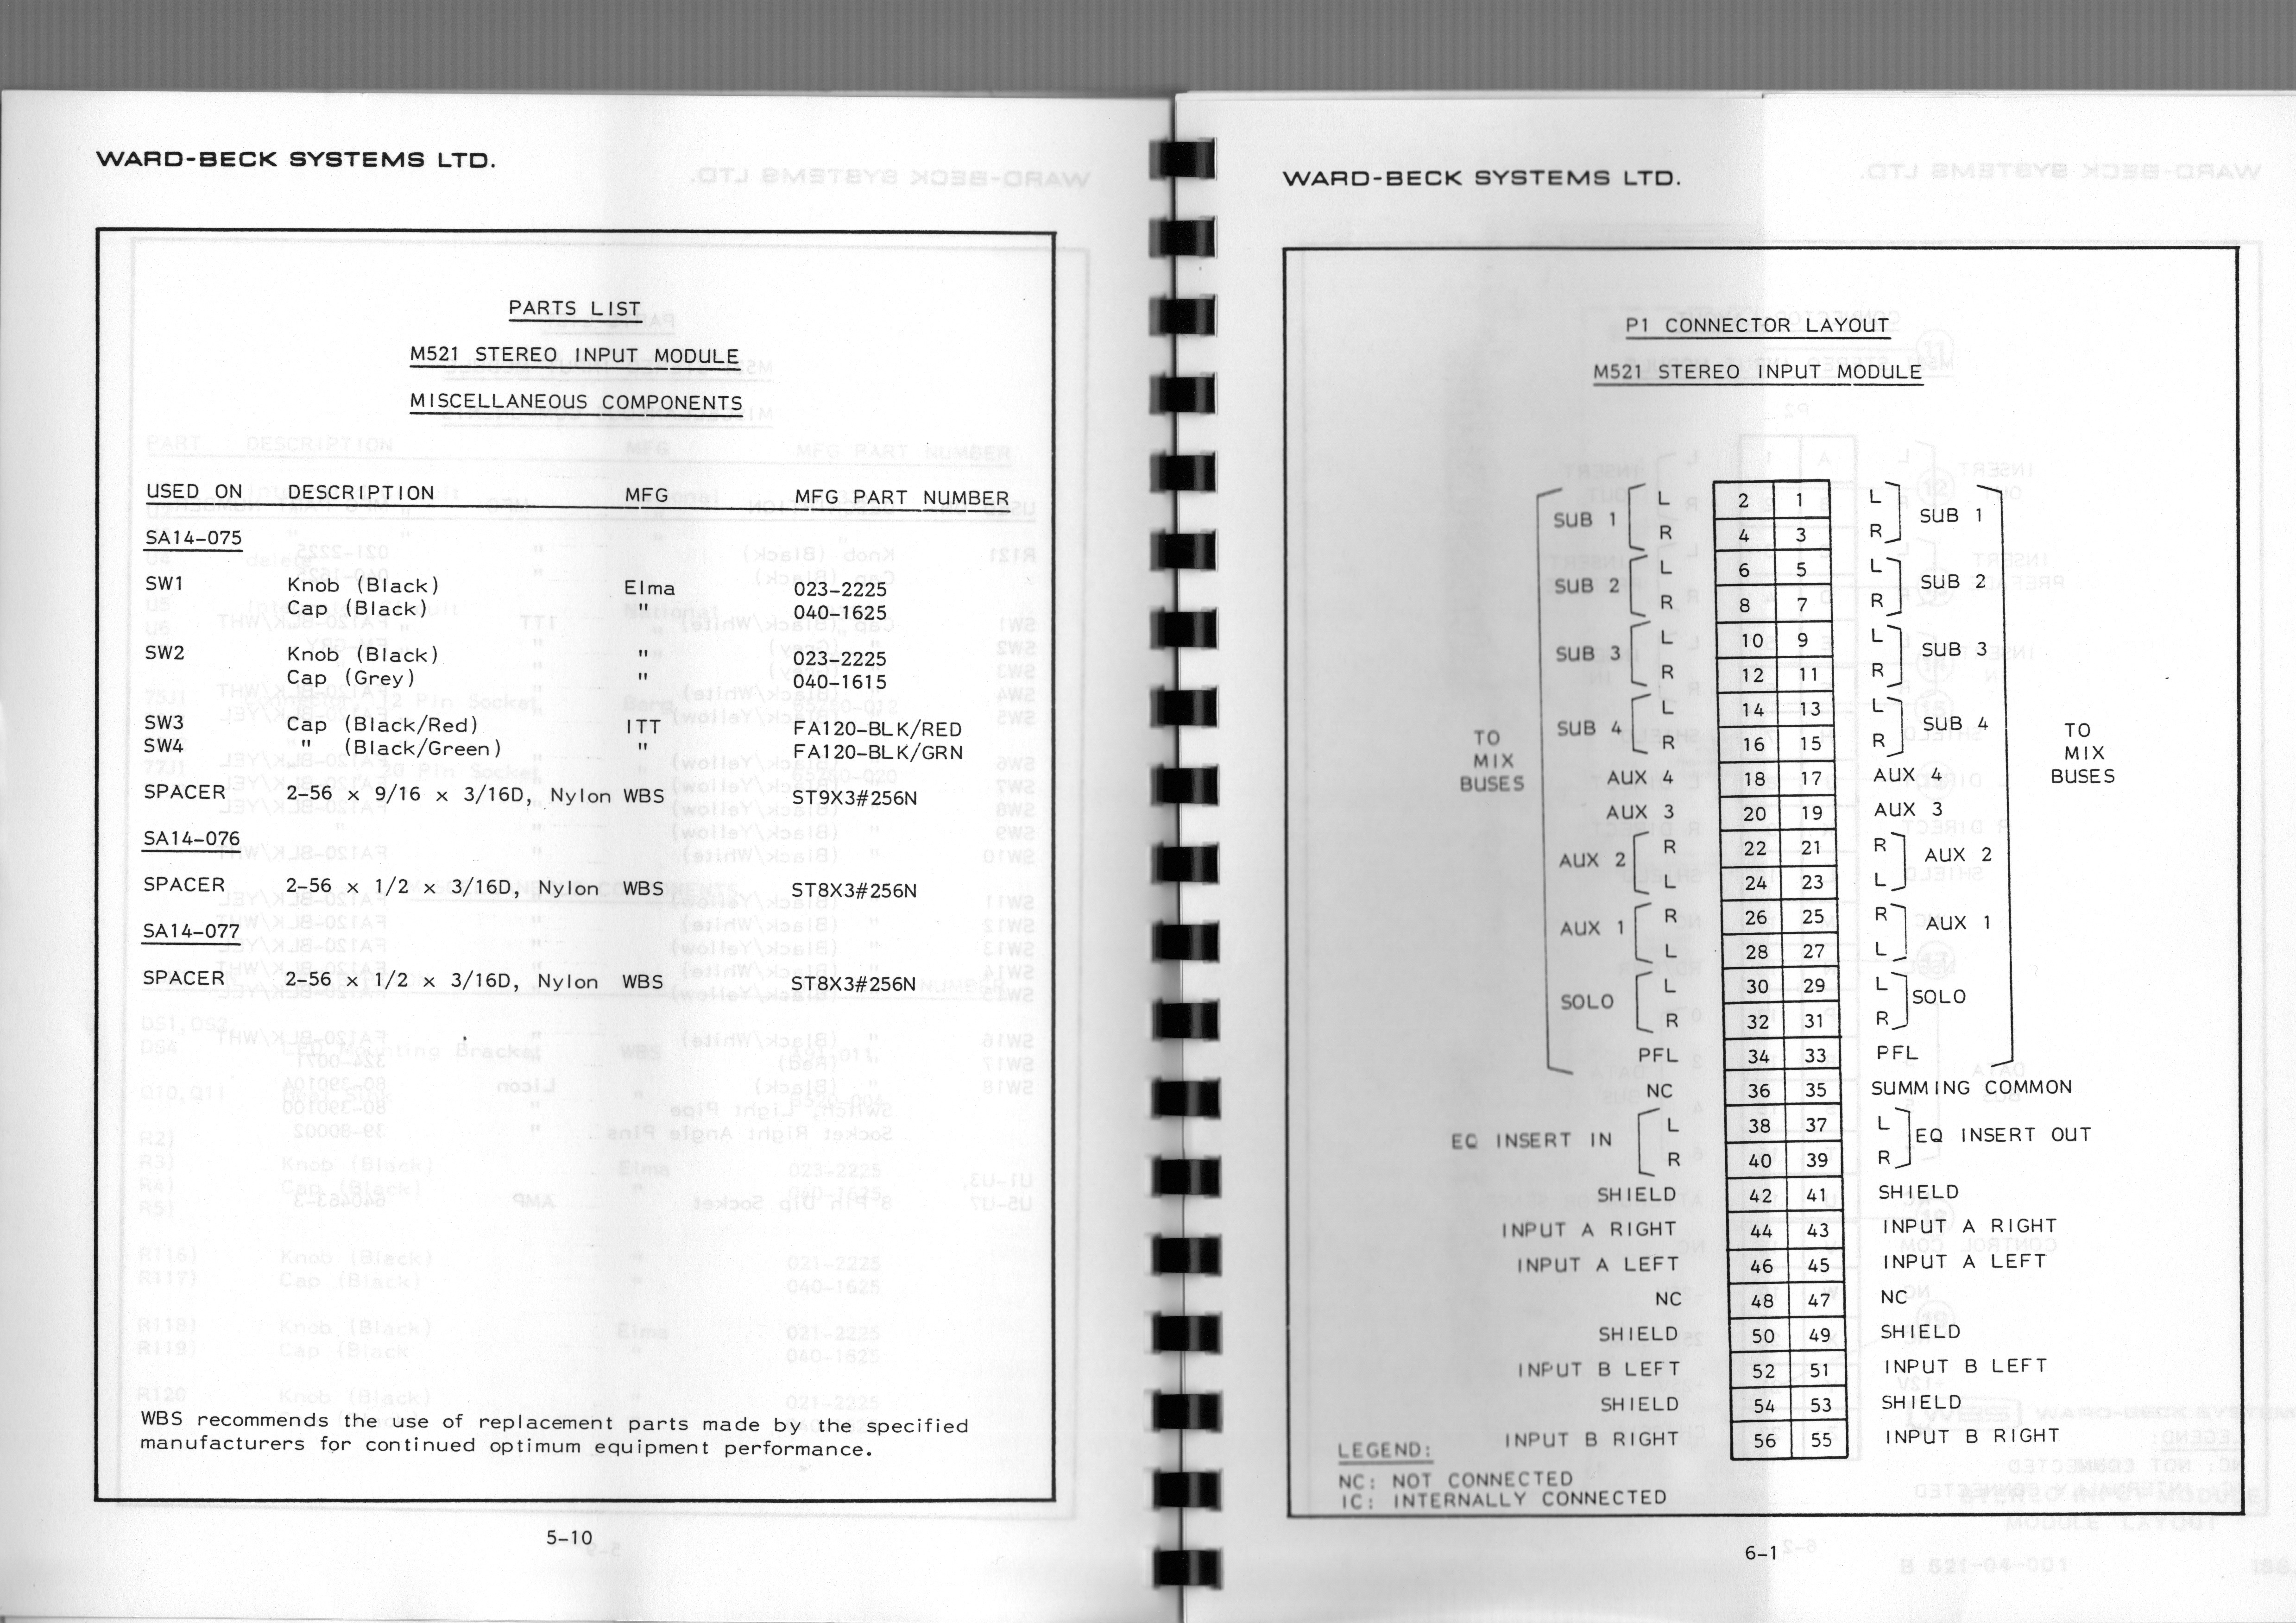 WARD-BECK SYSTEMS LTD.
PARTS LIST
M521 STEREO INPUT MODULE
MISCELLANEOUS COMPONENTS
USED ON DESCRIPTION MFG MFG PART NUMBER
SA14-075
SW1 Knob (Black) Elma 023-2225
Cap (Black) " 040-1625
SW2 Knob (Black) " 023-2225
Cap (Grey) " 040-1615
SW3 Cap (Black/Red) ITT FA120-BLK/RED
SW4 " (Black/Green) " FA120-BLK/GRN
SPACER 2-56 x 9/16 x 3/16D, Nylon WBS ST9X3#256N
SA14-076
SPACER 2-56 x 1/2 x 3/16D, Nylon WBS ST8X3#256N
SA14-077
SPACER 2-56 x 1/2 x 3/16D, Nylon WBS ST8X3#256N
WBS recommends the use of replacement parts made by the specified
manufacturers for continued optimum equipment performance.
5-10
WARD-BECK SYSTEMS LTD.
P1 CONNECTOR LAYOUT
M521 STEREO INPUT MODULE
SUB 1 L 2 1 L SUB 1
R 4 3 R
SUB 2 L 6 5 L SUB 2
R 8 7 R
SUB 3 L 10 9 L SUB 3
R 12 11 R
SUB 4 L 14 13 L SUB 4
R 16 15 R
TO MIX BUSES
TO MIX BUSES
AUX 4 18 17 AUX 4
AUX 3 20 19 AUX 3
AUX 2 R 22 21 R AUX 2
L 24 23 L
AUX 1 R 26 25 R AUX 1
L 28 27 L
SOLO L 30 29 L SOLO
R 32 31 R
PFL 34 33 PFL
NC 36 35 SUMMING COMMON
EQ INSERT IN L 38 37 L EQ INSERT OUT
R 40 39 R
SHIELD 42 41 SHIELD
INPUT A RIGHT 44 43 INPUT A RIGHT
INPUT A LEFT 46 45 INPUT A LEFT
NC 48 47 NC
SHIELD 50 49 SHIELD
INPUT B LEFT 52 51 INPUT B LEFT
SHIELD 54 53 SHIELD
INPUT B RIGHT 56 55 INPUT B RIGHT
LEGEND:
NC: NOT CONNECTED
IC: INTERNALLY CONNECTED
6-1